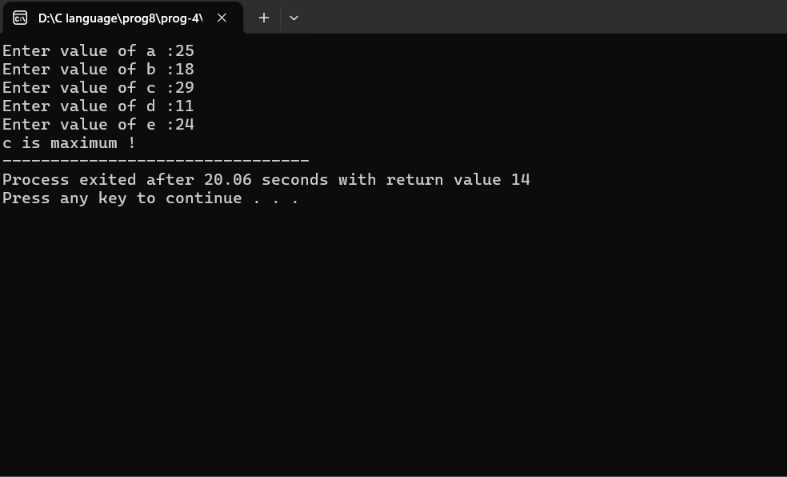 D:\C language\prog8\prog-4\
Enter value of a :25
Enter value of b :18
Enter value of c :29
Enter value of d :11
Enter value of e :24
c is maximum !
--------------------------------
Process exited after 20.06 seconds with return value 14
Press any key to continue . . .